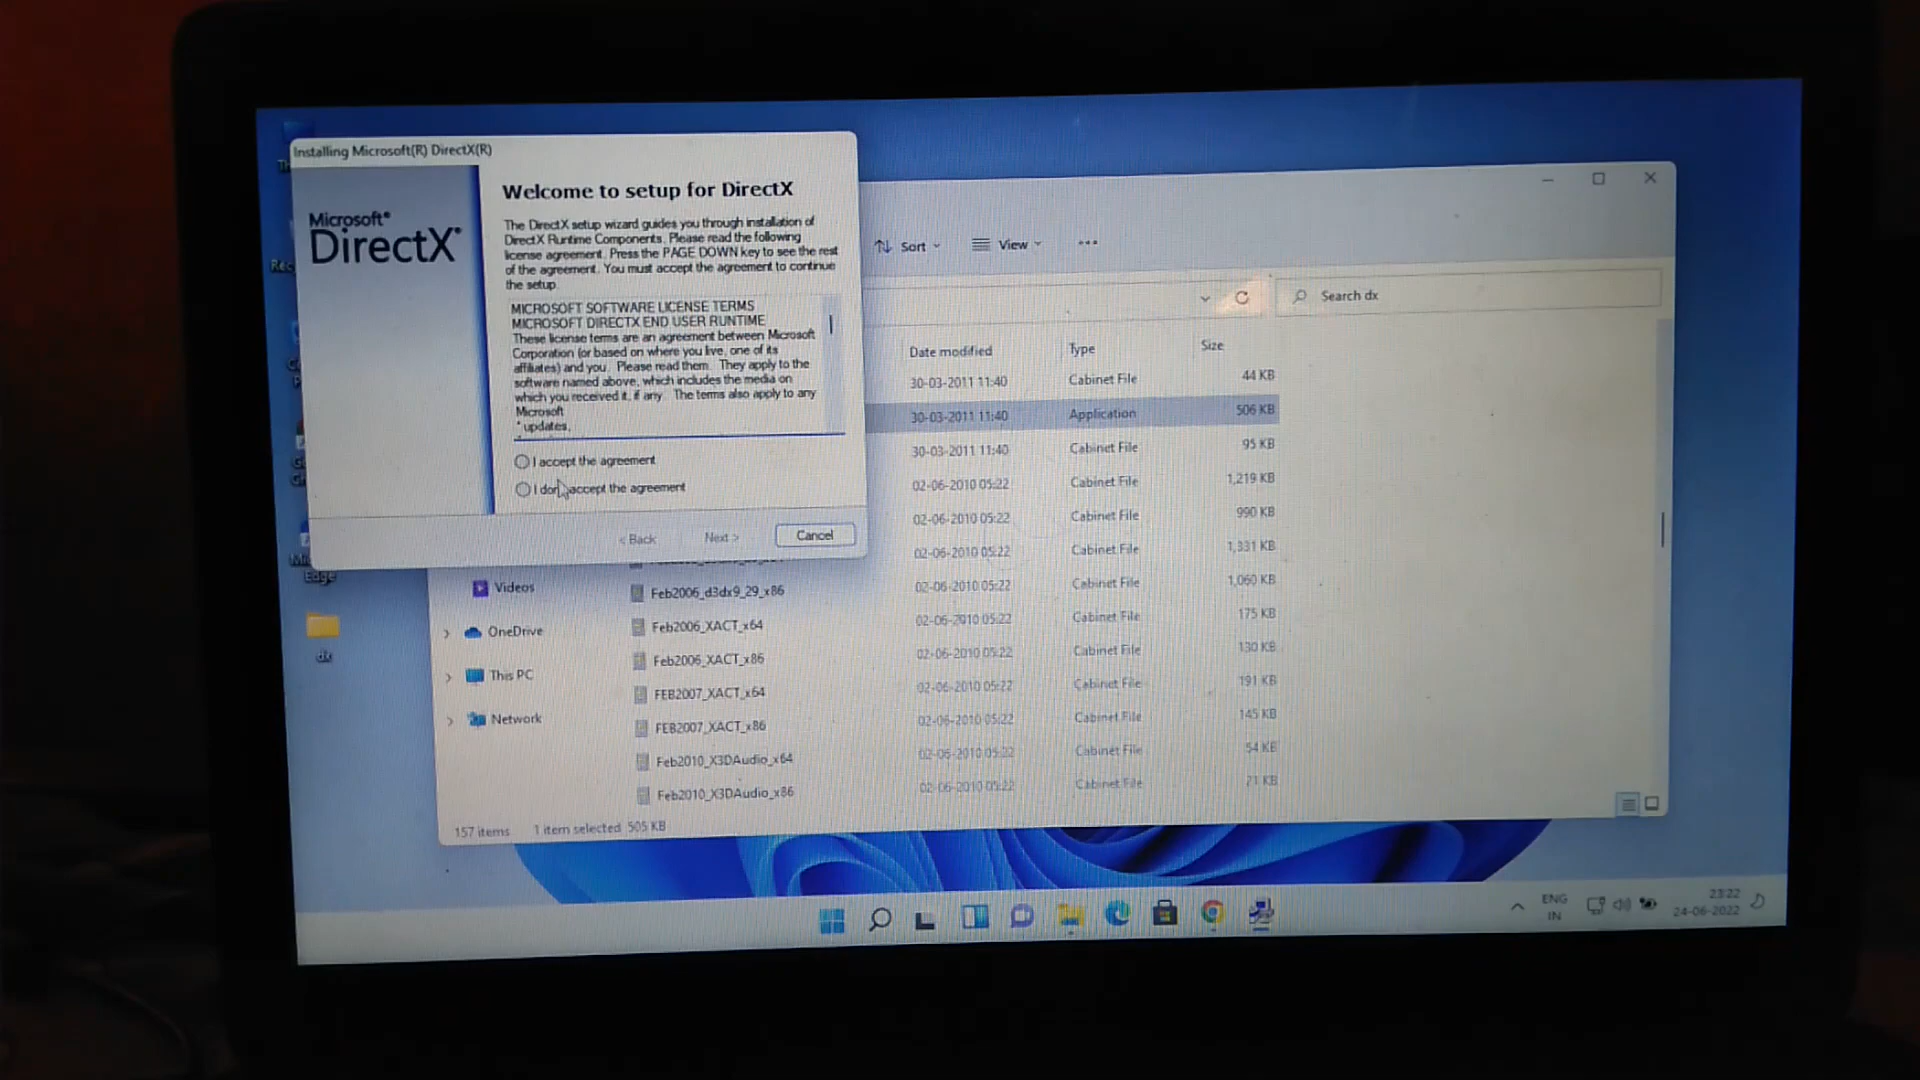 Installing Microsoft(R) DirectX(R)
Microsoft®
DirectX®
Welcome to setup for DirectX
The DirectX setup wizard guides you through installation of
DirectX Runtime Components. Please read the following
license agreement. Press the PAGE DOWN key to see the rest
of the agreement. You must accept the agreement to continue
the setup.
MICROSOFT SOFTWARE LICENSE TERMS
MICROSOFT DIRECTX END USER RUNTIME
These license terms are an agreement between Microsoft
Corporation (or based on where you live, one of its
affiliates) and you. Please read them. They apply to the
software named above, which includes the media on
which you received it, if any. The terms also apply to any
Microsoft
* updates,
I accept the agreement
I don accept the agreement
< Back Next > Cancel
Sort View ...
Search dx
Date modified Type Size
30-03-2011 11:40 Cabinet File 44 KB
30-03-2011 11:40 Application 506 KB
30-03-2011 11:40 Cabinet File 95 KB
02-06-2010 05:22 Cabinet File 1,219 KB
02-06-2010 05:22 Cabinet File 990 KB
02-06-2010 05:22 Cabinet File 1,331 KB
Videos
Feb2006_d3dx9_29_x86 02-06-2010 05:22 Cabinet File 1,060 KB
OneDrive
Feb2006_XACT_x64 02-06-2010 05:22 Cabinet File 175 KB
This PC
Feb2006_XACT_x86 02-06-2010 05:22 Cabinet File 130 KB
Network
FEB2007_XACT_x64 02-06-2010 05:22 Cabinet File 191 KB
FEB2007_XACT_x86 02-06-2010 05:22 Cabinet File 145 KB
Feb2010_X3DAudio_x64 02-06-2010 05:22 Cabinet File 54 KB
Feb2010_X3DAudio_x86 02-06-2010 05:22 Cabinet File 21 KB
157 items 1 item selected 505 KB
Edge
dx
ENG
IN
23:22
24-06-2022